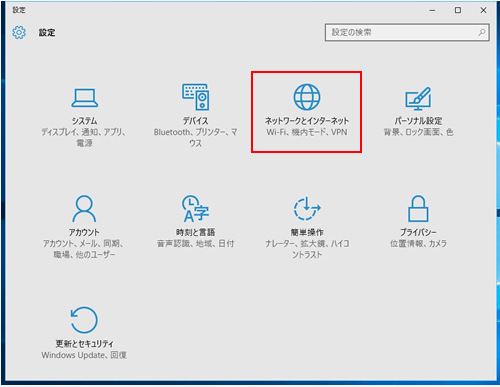 設定
設定
設定の検索
システム
ディスプレイ、通知、アプリ、
電源
デバイス
Bluetooth、プリンター、マ
ウス
ネットワークとインターネット
Wi-Fi、機内モード、VPN
パーソナル設定
背景、ロック画面、色
アカウント
アカウント、メール、同期、
職場、他のユーザー
時刻と言語
音声認識、地域、日付
簡単操作
ナレーター、拡大鏡、ハイコ
ントラスト
プライバシー
位置情報、カメラ
更新とセキュリティ
Windows Update、回復